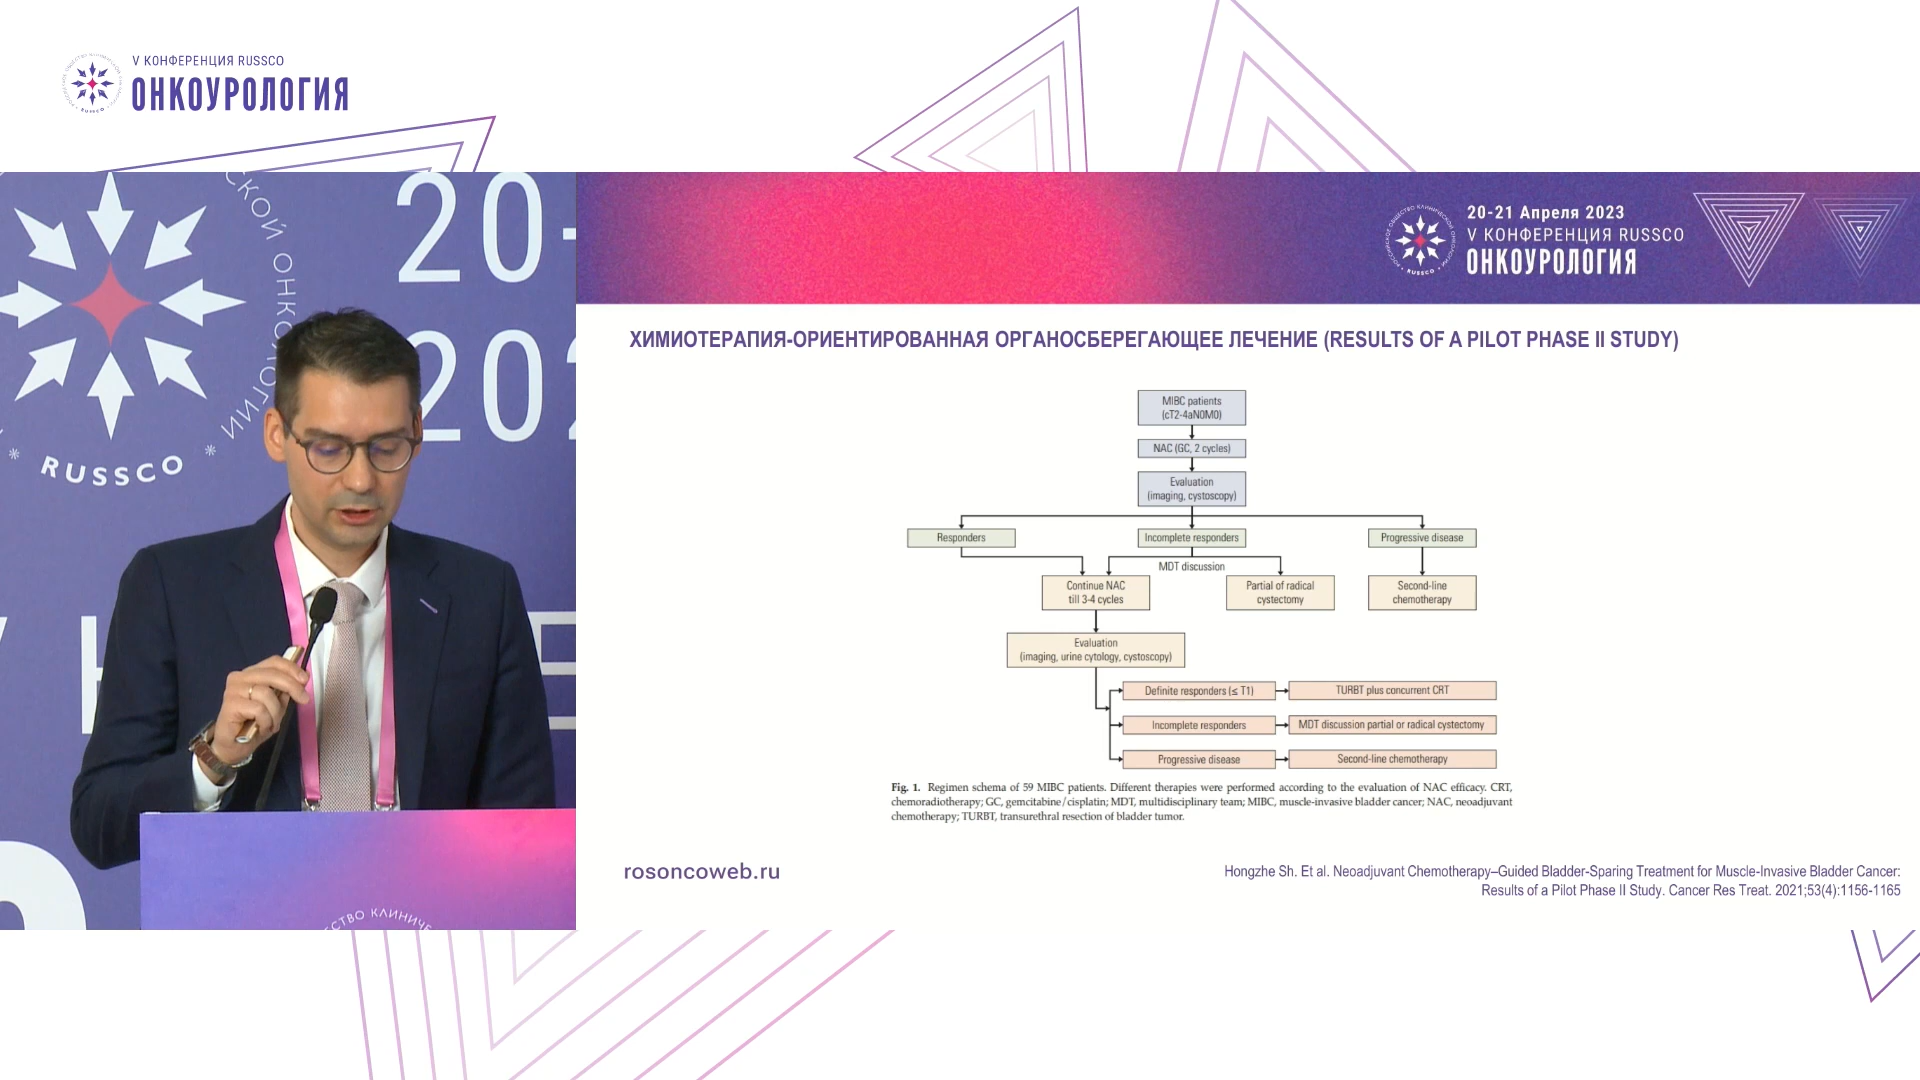 V КОНФЕРЕНЦИЯ RUSSCO
ОНКОУРОЛОГИЯ
СКОЙ ОНКОЛОГИИ
RUSSCO
20-
202
20-21 Апреля 2023
V КОНФЕРЕНЦИЯ RUSSCO
ОНКОУРОЛОГИЯ
RUSSCO
ХИМИОТЕРАПИЯ-ОРИЕНТИРОВАННАЯ ОРГАНОСБЕРЕГАЮЩЕЕ ЛЕЧЕНИЕ (RESULTS OF A PILOT PHASE II STUDY)
MIBC patients
(cT2-4aN0M0)
NAC (GC, 2 cycles)
Evaluation
(imaging, cystoscopy)
Responders
Incomplete responders
Progressive disease
MDT discussion
Continue NAC
till 3-4 cycles
Partial of radical
cystectomy
Second-line
chemotherapy
Evaluation
(imaging, urine cytology, cystoscopy)
Definite responders (≤ T1)
TURBT plus concurrent CRT
Incomplete responders
MDT discussion partial or radical cystectomy
Progressive disease
Second-line chemotherapy
Fig. 1. Regimen schema of 59 MIBC patients. Different therapies were performed according to the evaluation of NAC efficacy. CRT,
chemoradiotherapy; GC, gemcitabine/cisplatin; MDT, multidisciplinary team; MIBC, muscle-invasive bladder cancer; NAC, neoadjuvant
chemotherapy; TURBT, transurethral resection of bladder tumor.
rosoncoweb.ru
Hongzhe Sh. Et al. Neoadjuvant Chemotherapy–Guided Bladder-Sparing Treatment for Muscle-Invasive Bladder Cancer:
Results of a Pilot Phase II Study. Cancer Res Treat. 2021;53(4):1156-1165
СТВО КЛИНИЧЕ